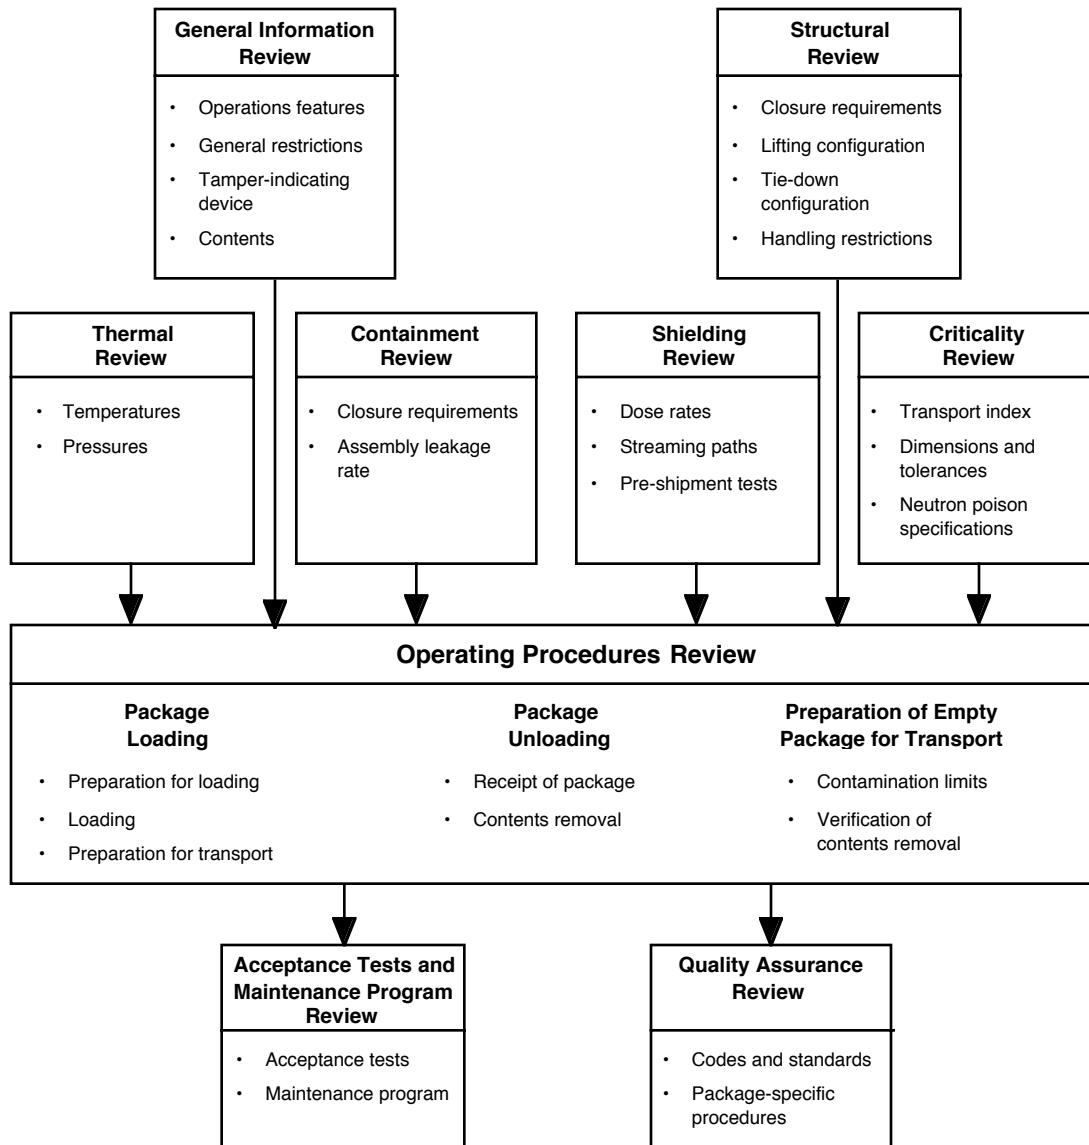 General Information
Review
• Operations features
• General restrictions
• Tamper-indicating
device
• Contents
Structural
Review
• Closure requirements
• Lifting configuration
• Tie-down
configuration
• Handling restrictions
Thermal
Review
• Temperatures
• Pressures
Containment
Review
• Closure requirements
• Assembly leakage
rate
Shielding
Review
• Dose rates
• Streaming paths
• Pre-shipment tests
Criticality
Review
• Transport index
• Dimensions and
tolerances
• Neutron poison
specifications
Operating Procedures Review
Package
Loading
• Preparation for loading
• Loading
• Preparation for transport
Package
Unloading
• Receipt of package
• Contents removal
Preparation of Empty
Package for Transport
• Contamination limits
• Verification of
contents removal
Acceptance Tests and
Maintenance Program
Review
• Acceptance tests
• Maintenance program
Quality Assurance
Review
• Codes and standards
• Package-specific
procedures